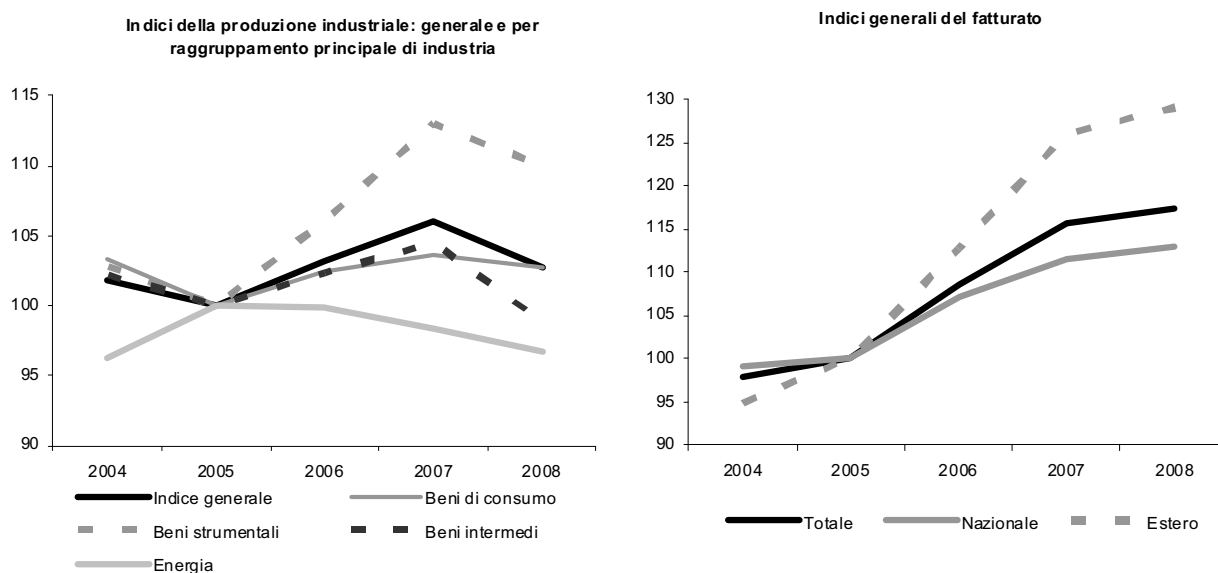 Indici della produzione industriale: generale e per
raggruppamento principale di industria
115
110
105
100
95
90
2004 2005 2006 2007 2008
Indice generale Beni di consumo
Beni strumentali Beni intermedi
Energia
Indici generali del fatturato
130
125
120
115
110
105
100
95
90
2004 2005 2006 2007 2008
Totale Nazionale Estero